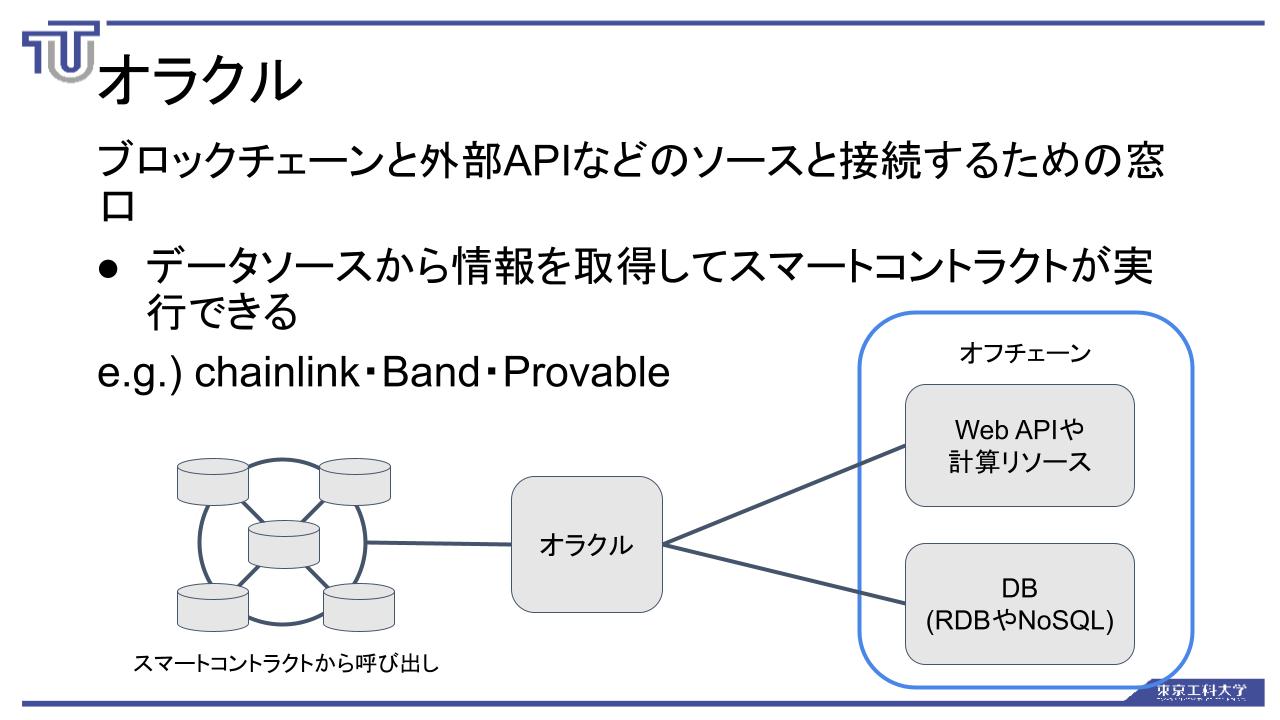 オラクル
ブロックチェーンと外部APIなどのソースと接続するための窓
口
● データソースから情報を取得してスマートコントラクトが実
行できる
e.g.) chainlink・Band・Provable
オフチェーン
Web APIや
計算リソース
オラクル
DB
(RDBやNoSQL)
スマートコントラクトから呼び出し
東京工科大学